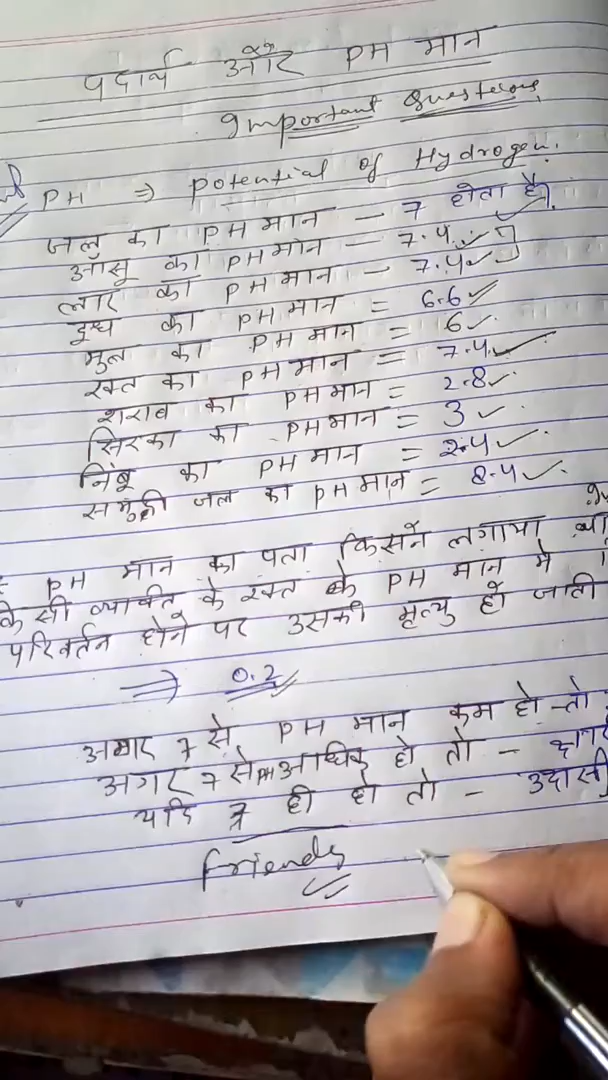 पदार्थ और PH मान
Important Questions
PH ⇒ Potential of Hydrogen.
जल का PH मान - 7 होता है।
आँसू का PH मान - 7.4
लार का PH मान - 7.4
दूध का PH मान = 6.6
मुत्र का PH मान = 6
रक्त का PH मान = 7.4
शराब का PH मान = 2.8
सिरका का PH मान = 3
निंबू का PH मान = 2.4
समुद्री जल का PH मान = 8.4
PH मान का पता किसने लगाया
किसी व्यक्ति के रक्त के PH मान मे
परिवर्तन होने पर उसकी मृत्यु हो जाती
⇒ 0.2
अगर 7 से PH मान कम हो -तो
अगर 7 से PH अधिक हो तो -
यदि 7 ही हो तो - उदासी
friends